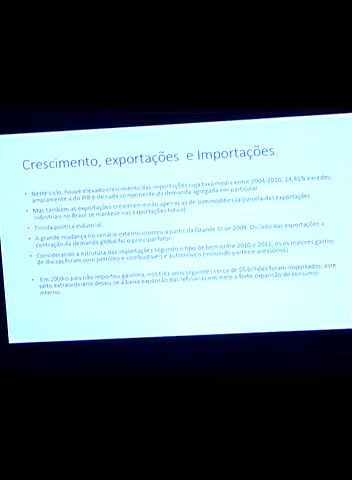 Crescimento, exportações e Importações
• Neste ciclo, houve elevado crescimento das importações cuja taxa média entre 2004-2010, 14,81% excedeu
amplamente a do PIB e de cada componente da demanda agregada em particular.
• Mas também as exportações cresceram e não apenas as de commodities (a parcela das exportações
industriais no Brasil se manteve nas exportações totais).
• Tímida política industrial
• A grande mudança no cenário externo ocorreu a partir da Grande Crise 2009. Do lado das exportações a
contração da demanda global foi o principal fator.
• Considerando a estrutura das importações segundo o tipo de bem entre 2010 e 2012, os os maiores gastos
de divisas foram com petróleo e combustíveis e automóveis (incluindo partes e acessórios).
• Em 2009 o país não importou gasolina, nos três anos seguintes cerca de $5 bilhões foram importados, este
salto extraordinário deveu-se à baixa expansão das refinarias em meio a forte expansão do consumo
interno.